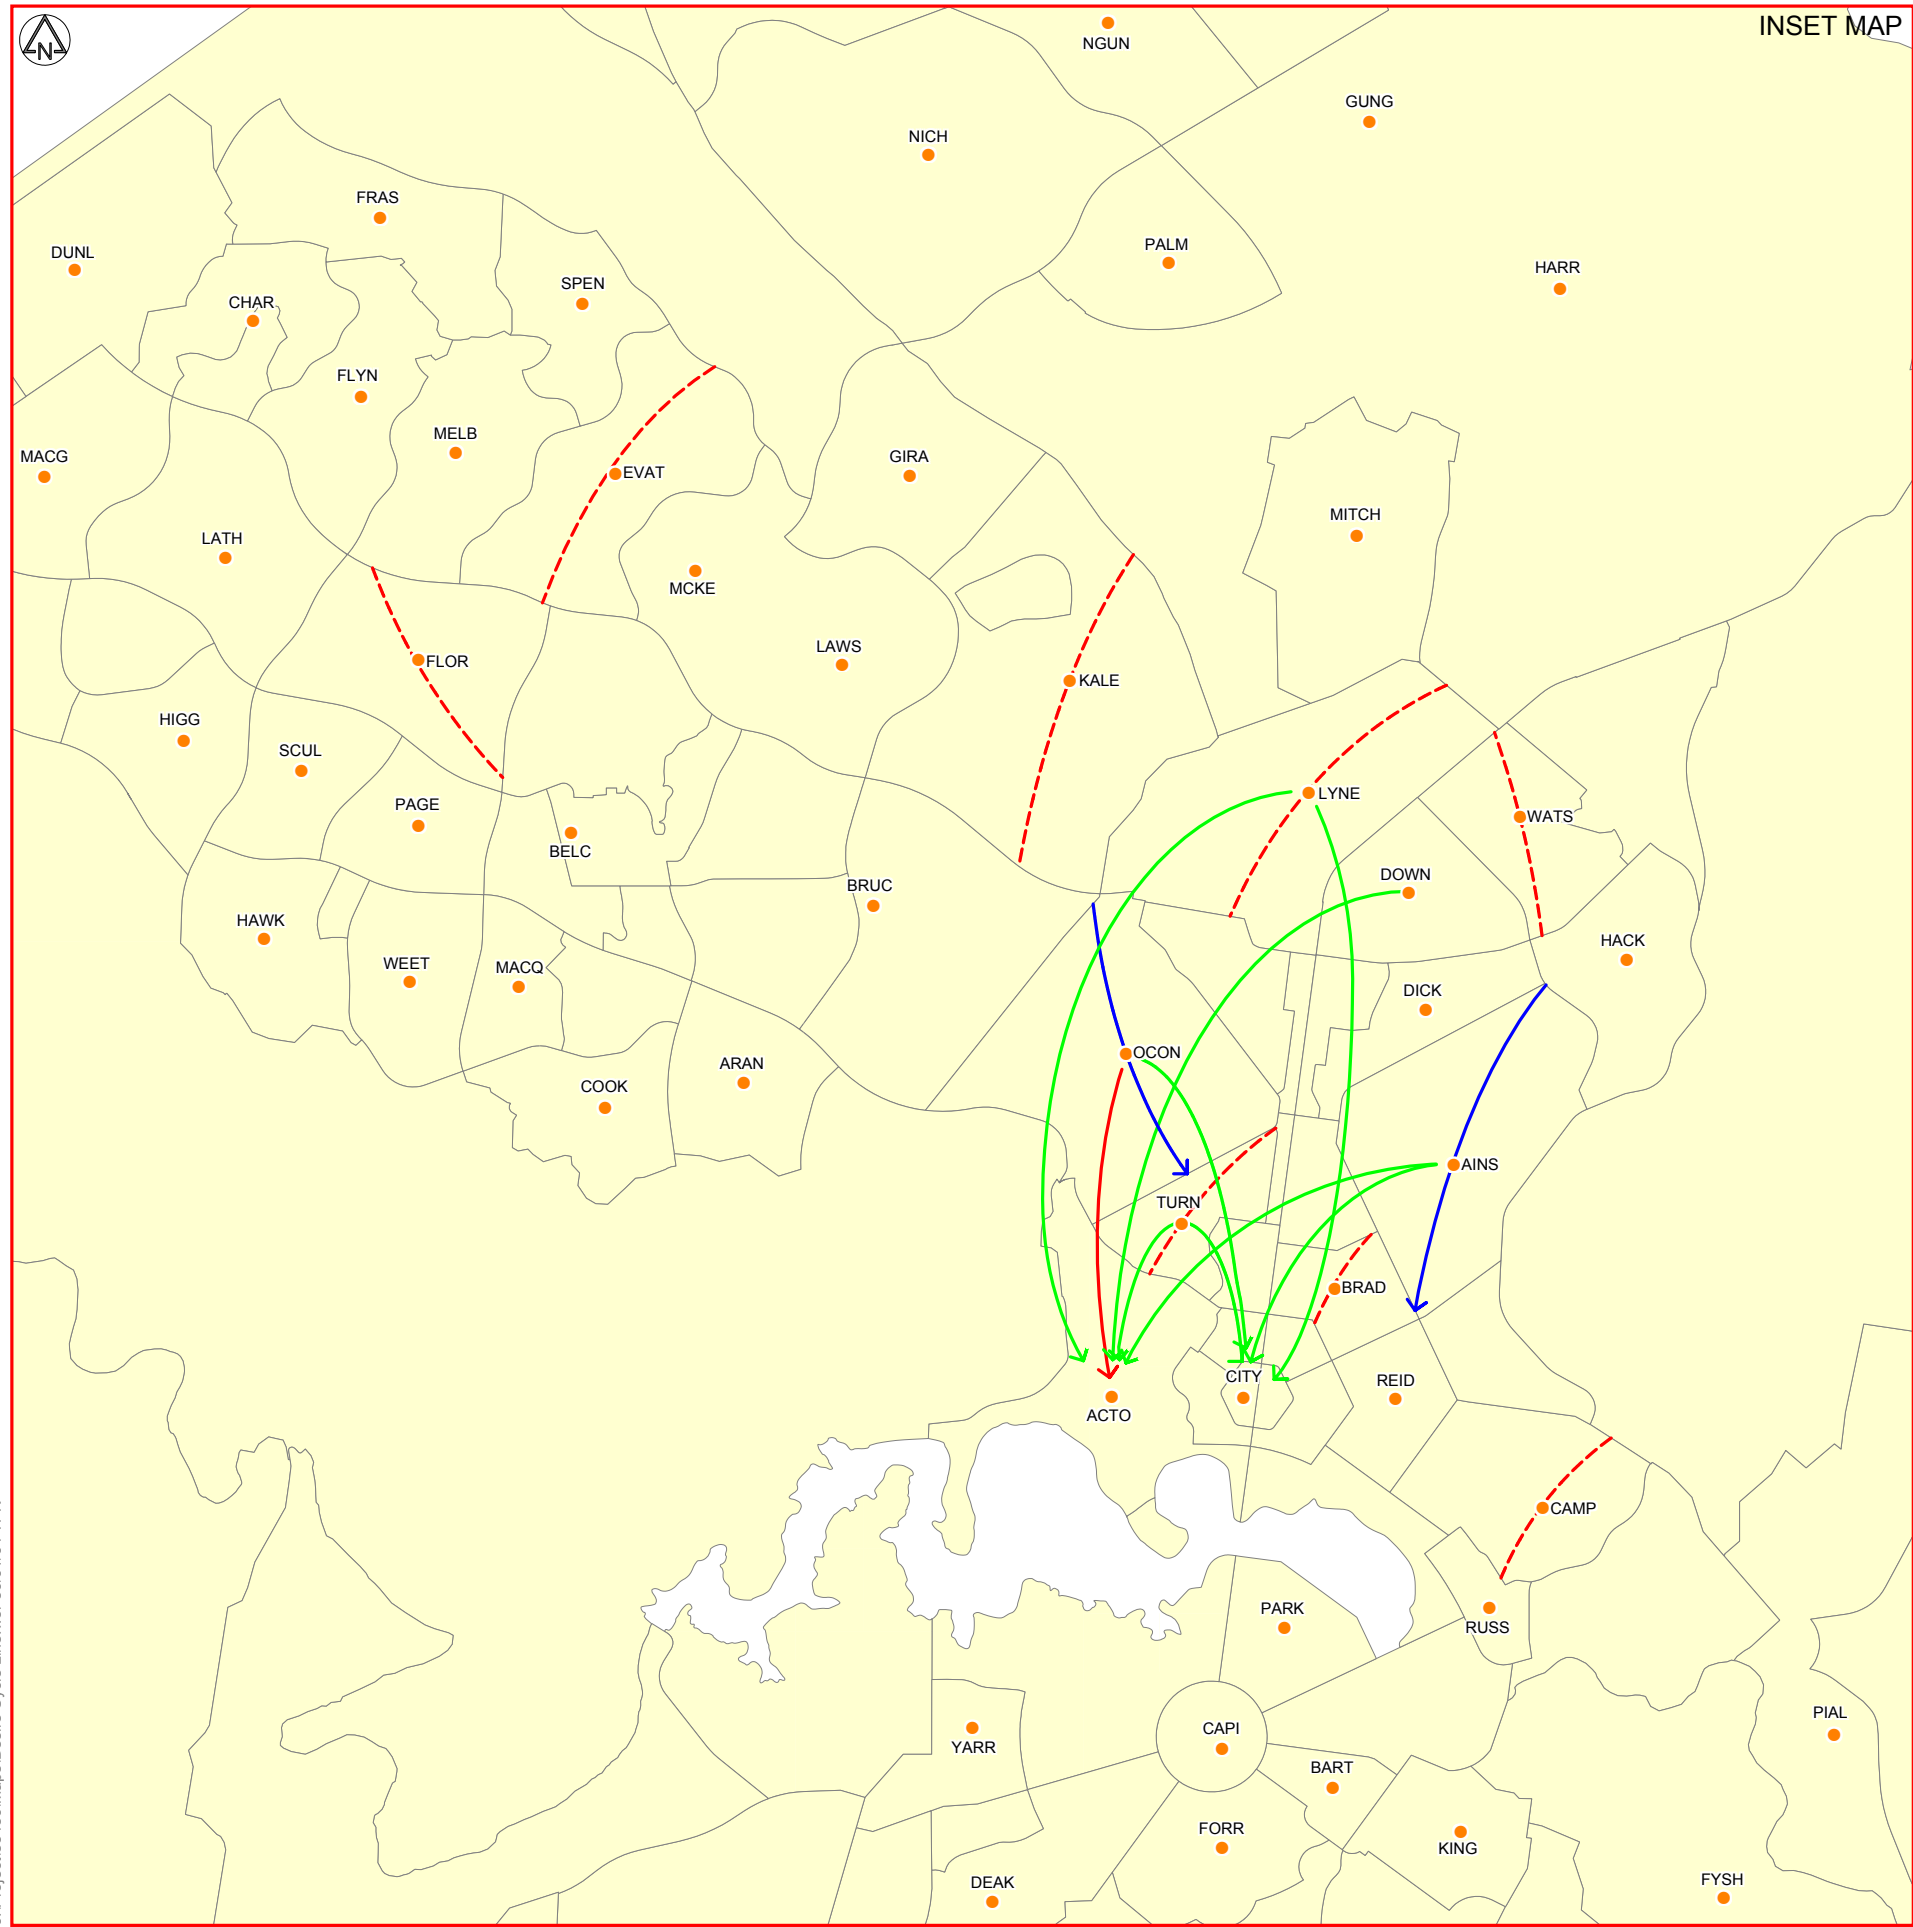 INSET MAP
N
NGUN
GUNG
NICH
FRAS
PALM
DUNL
HARR
SPEN
CHAR
FLYN
MELB
MACG
GIRA
EVAT
MITCH
LATH
MCKE
LAWS
FLOR
KALE
HIGG
SCUL
LYNE
PAGE
WATS
BELC
DOWN
BRUC
HAWK
HACK
WEET
MACQ
DICK
OCON
ARAN
COOK
AINS
TURN
BRAD
CITY
REID
ACTO
CAMP
PARK
RUSS
PIAL
CAPI
YARR
BART
FORR
KING
DEAK
FYSH